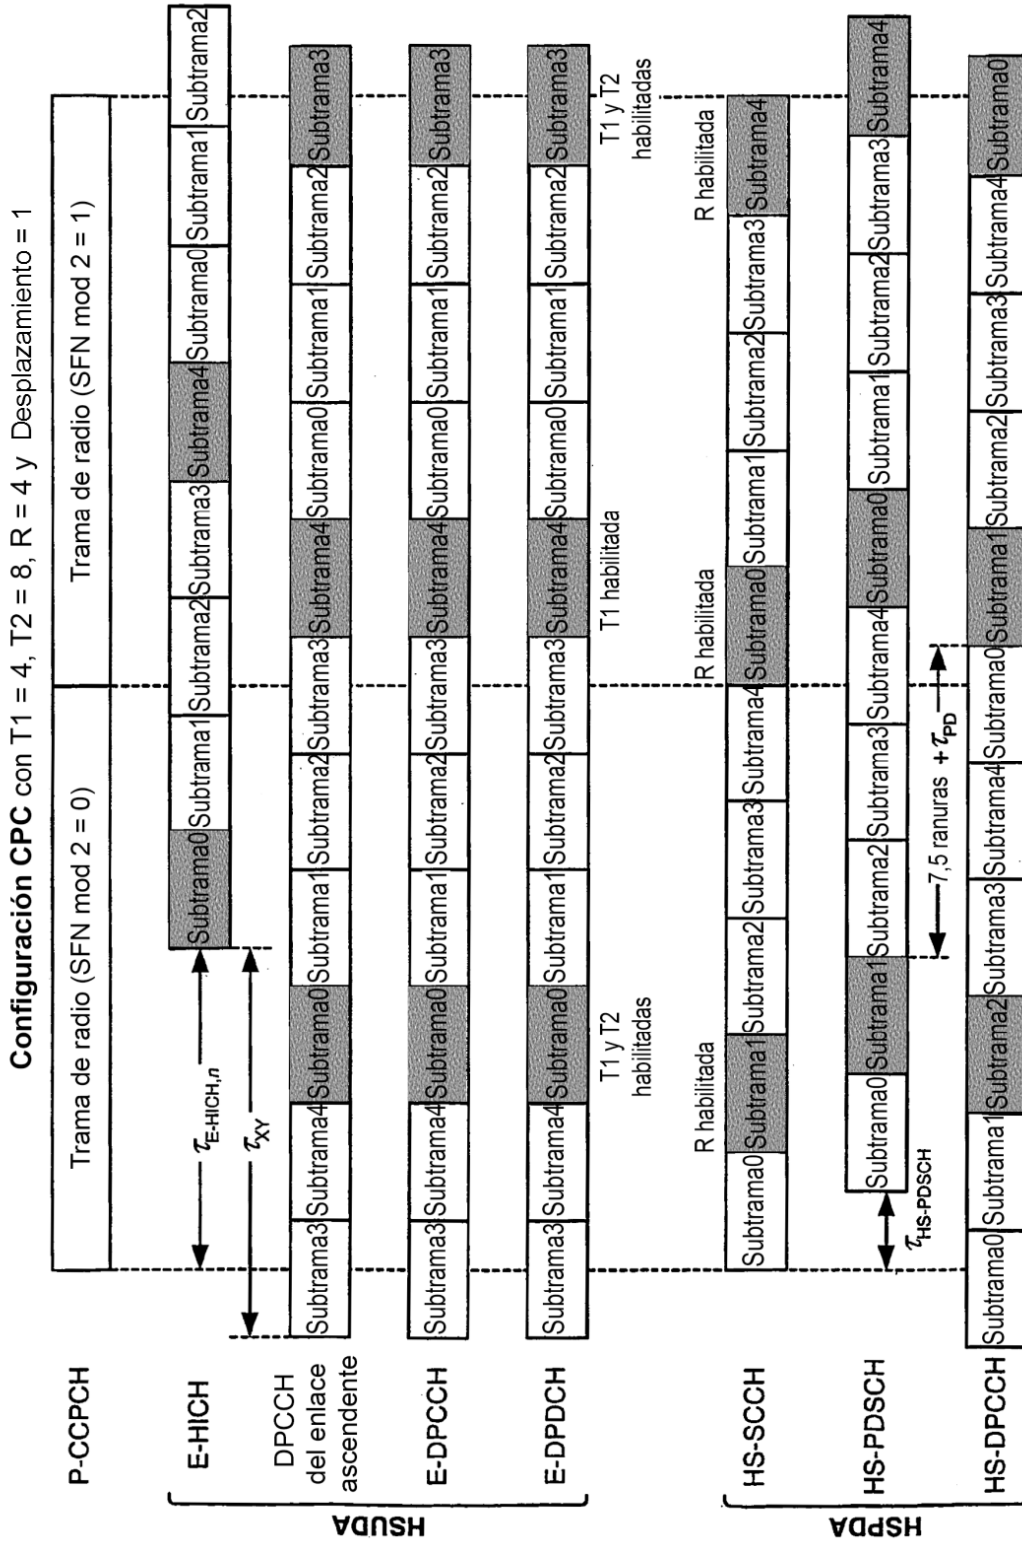 Configuración CPC con T1 = 4, T2 = 8, R = 4 y Desplazamiento = 1
P-CCPCH Trama de radio (SFN mod 2 = 0) Trama de radio (SFN mod 2 = 1)
E-HICH τE-HICH,n Subtrama0 Subtrama1 Subtrama2 Subtrama3 Subtrama4 Subtrama0 Subtrama1 Subtrama2
τXY
DPCCH
del enlace
ascendente
Subtrama3 Subtrama4 Subtrama0 Subtrama1 Subtrama2 Subtrama3 Subtrama4 Subtrama0 Subtrama1 Subtrama2 Subtrama3
HSUDA
E-DPCCH Subtrama3 Subtrama4 Subtrama0 Subtrama1 Subtrama2 Subtrama3 Subtrama4 Subtrama0 Subtrama1 Subtrama2 Subtrama3
E-DPDCH Subtrama3 Subtrama4 Subtrama0 Subtrama1 Subtrama2 Subtrama3 Subtrama4 Subtrama0 Subtrama1 Subtrama2 Subtrama3
T1 y T2
habilitadas
T1 habilitada
T1 y T2
habilitadas
R habilitada R habilitada R habilitada
HS-SCCH Subtrama0 Subtrama1 Subtrama2 Subtrama3 Subtrama4 Subtrama0 Subtrama1 Subtrama2 Subtrama3 Subtrama4
HSPDA
HS-PDSCH Subtrama0 Subtrama1 Subtrama2 Subtrama3 Subtrama4 Subtrama0 Subtrama1 Subtrama2 Subtrama3 Subtrama4
τHS-PDSCH 7,5 ranuras + τPD
HS-DPCCH Subtrama0 Subtrama1 Subtrama2 Subtrama3 Subtrama4 Subtrama0 Subtrama1 Subtrama2 Subtrama3 Subtrama4 Subtrama0